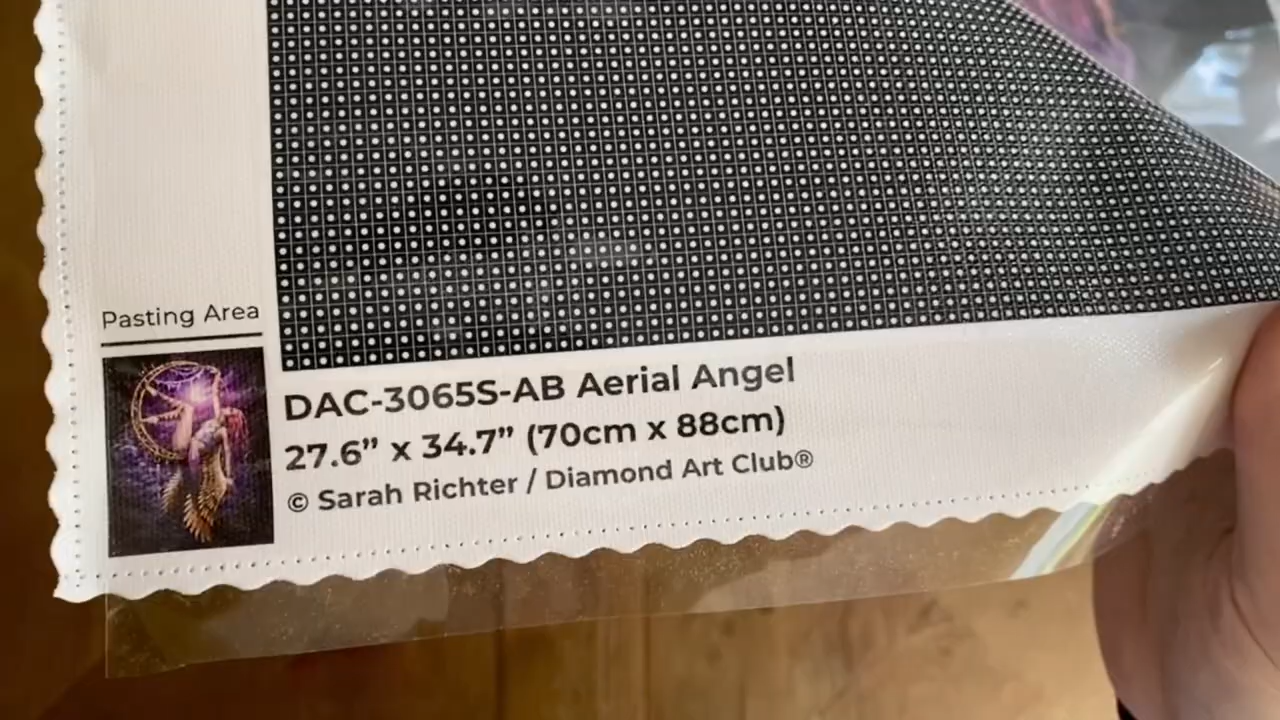 Pasting Area
DAC-3065S-AB Aerial Angel
27.6” x 34.7” (70cm x 88cm)
© Sarah Richter / Diamond Art Club®